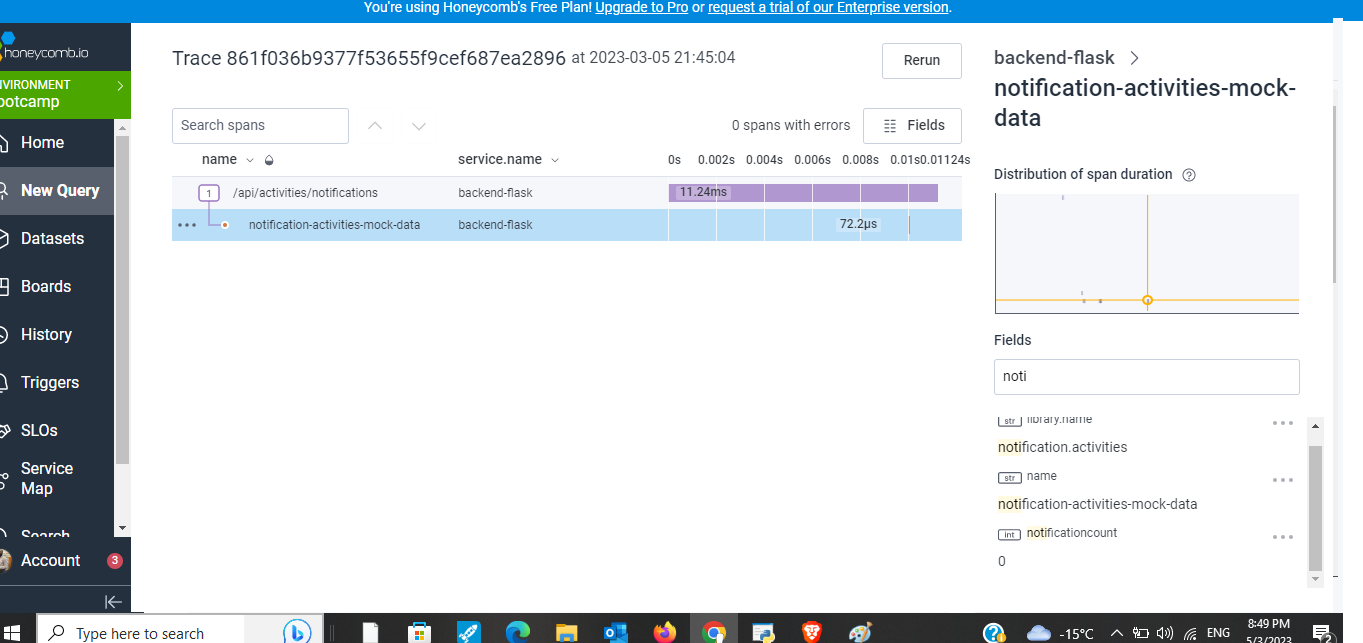 You're using Honeycomb's Free Plan! Upgrade to Pro or request a trial of our Enterprise version.
honeycomb.io
NVIRONMENT
ootcamp
Home
New Query
Datasets
Boards
History
Triggers
SLOs
Service
Map
Search
Account
3
Trace 861f036b9377f53655f9cef687ea2896 at 2023-03-05 21:45:04
Rerun
Search spans
0 spans with errors
Fields
name
service.name
0s 0.002s 0.004s 0.006s 0.008s 0.01s 0.01124s
1 /api/activities/notifications backend-flask 11.24ms
notification-activities-mock-data backend-flask 72.2µs
backend-flask
notification-activities-mock-
data
Distribution of span duration
Fields
noti
str library.name
notification.activities
str name
notification-activities-mock-data
int notificationcount
0
Type here to search
-15°C
ENG
8:49 PM
5/3/2023
2